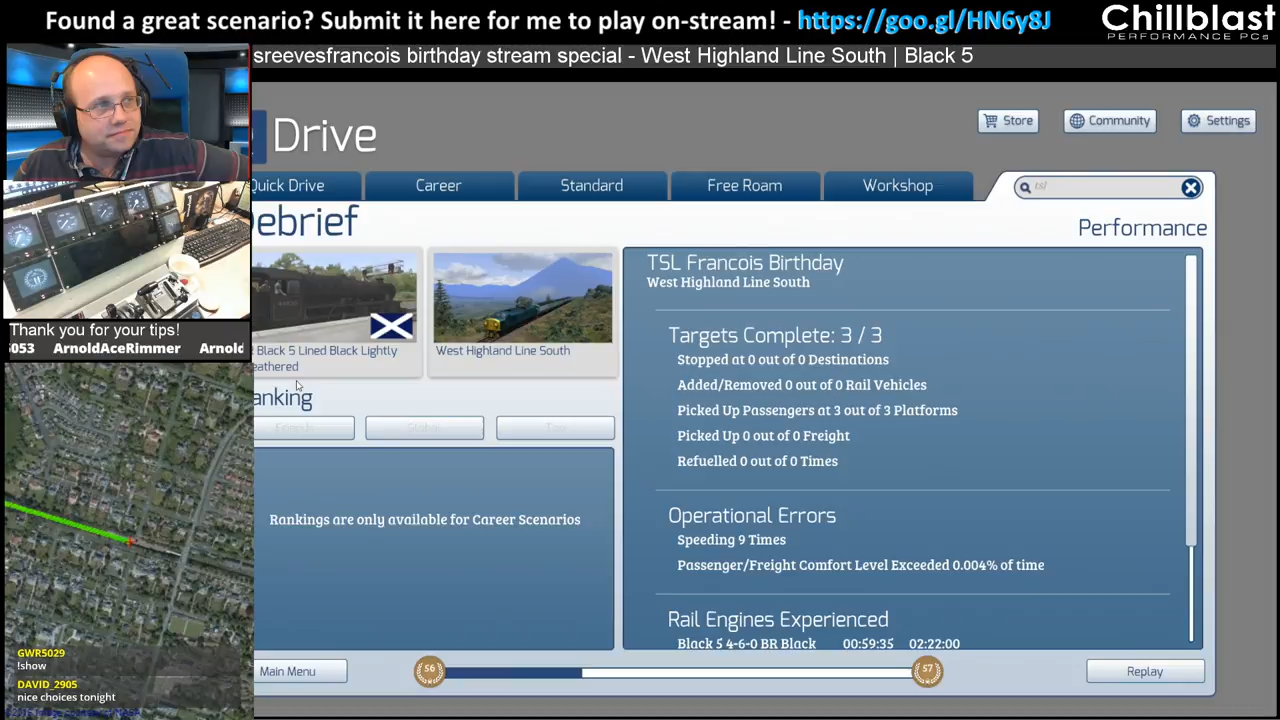 Found a great scenario? Submit it here for me to play on-stream! - https://goo.gl/HN6y8J
Chillblast
PERFORMANCE PCs
sreevesfrancois birthday stream special - West Highland Line South | Black 5
Drive
Store
Community
Settings
Quick Drive
Career
Standard
Free Roam
Workshop
tsl
ebrief
Performance
Black 5 Lined Black Lightly
eathered
West Highland Line South
TSL Francois Birthday
West Highland Line South
Targets Complete: 3 / 3
Stopped at 0 out of 0 Destinations
Added/Removed 0 out of 0 Rail Vehicles
Picked Up Passengers at 3 out of 3 Platforms
Picked Up 0 out of 0 Freight
Refuelled 0 out of 0 Times
Operational Errors
Speeding 9 Times
Passenger/Freight Comfort Level Exceeded 0.004% of time
Rail Engines Experienced
Black 5 4-6-0 BR Black 00:59:35 02:22:00
anking
Friends
Rankings are only available for Career Scenarios
Thank you for your tips!
053 ArnoldAceRimmer Arnold
GWR5029
!show
DAVID_2905
nice choices tonight
Main Menu
56
57
Replay